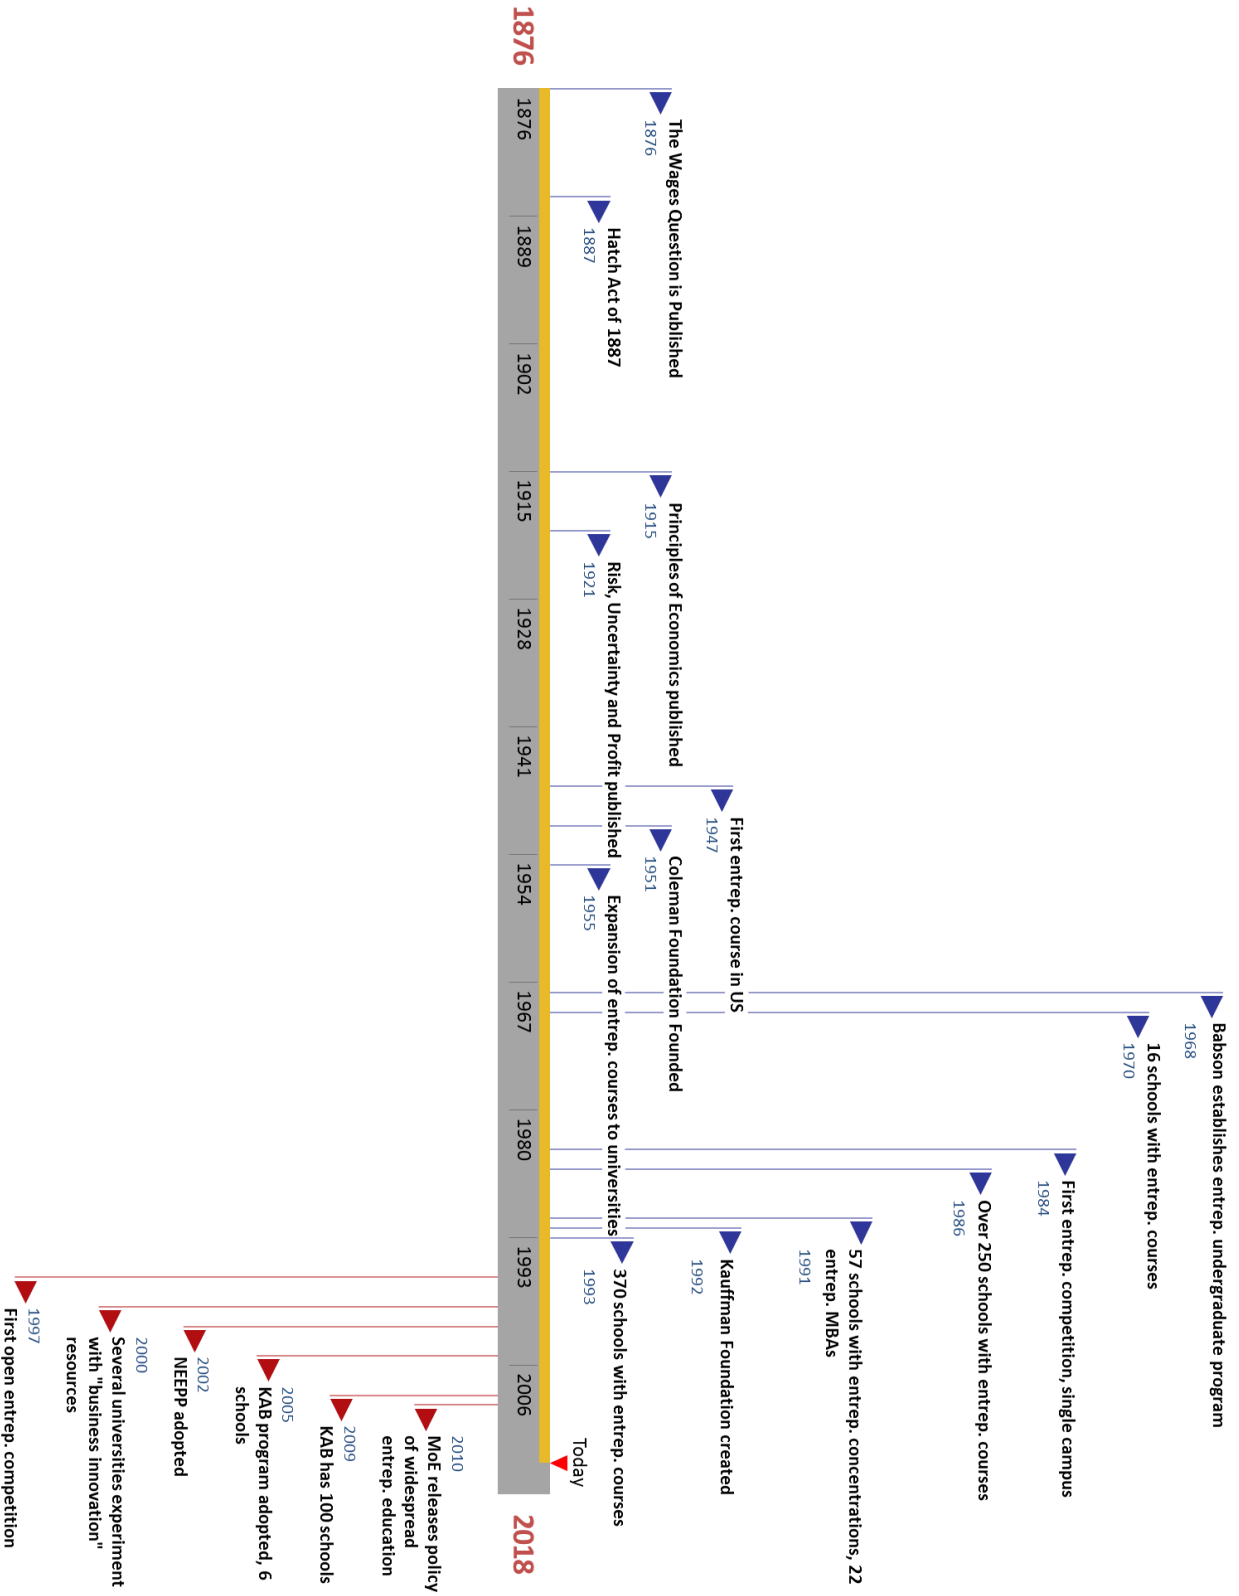 Babson establishes entrep. undergraduate program
1968
16 schools with entrep. courses
1970
First entrep. competition, single campus
1984
Over 250 schools with entrep. courses
1986
57 schools with entrep. concentrations, 22
entrep. MBAs
1991
First entrep. course in US
1947
Kauffman Foundation created
1992
The Wages Question is Published
1876
Principles of Economics published
1915
Coleman Foundation Founded
1951
Hatch Act of 1887
1887
Risk, Uncertainty and Profit published
1921
Expansion of entrep. courses to universities
1955
370 schools with entrep. courses
1993
Today
1876
1876
1889
1902
1915
1928
1941
1954
1967
1980
1993
2006
2018
2010
MoE releases policy
of widespread
entrep. education
2009
KAB has 100 schools
2005
KAB program adopted, 6
schools
2002
NEEPP adopted
2000
Several universities experiment
with "business innovation"
resources
1997
First open entrep. competition